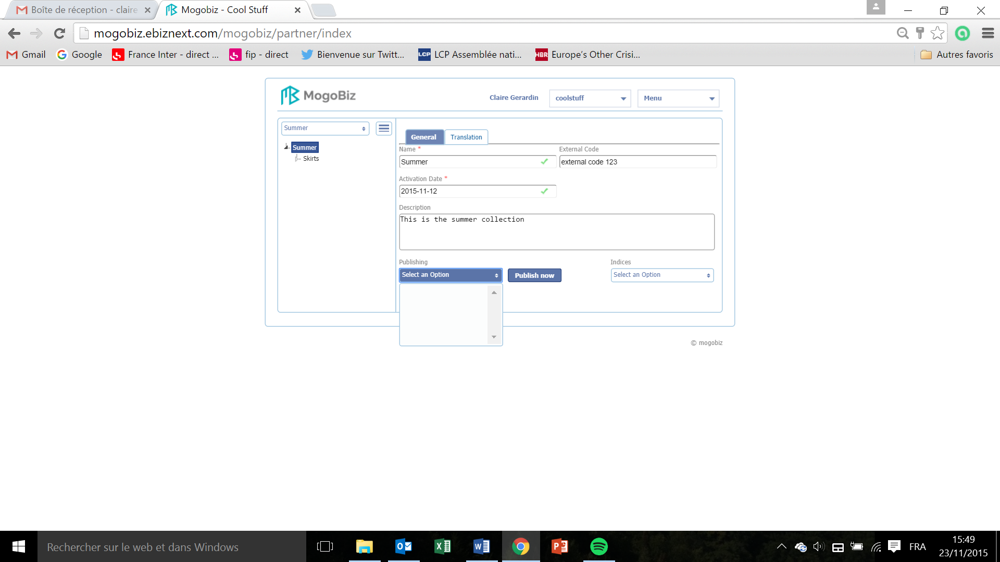 Boîte de réception - claire
Mogobiz - Cool Stuff
mogobiz.ebiznext.com/mogobiz/partner/index
Gmail
Google
France Inter - direct ...
fip - direct
Bienvenue sur Twitt...
LCP
LCP Assemblée nati...
HBR
Europe's Other Crisi...
Autres favoris
MogoBiz
Claire Gerardin
coolstuff
Menu
Summer
Summer
Skirts
General
Translation
Name *
External Code
Summer
external code 123
Activation Date *
2015-11-12
Description
This is the summer collection
Publishing
Indices
Select an Option
Publish now
Select an Option
© mogobiz
Rechercher sur le web et dans Windows
FRA
15:49
23/11/2015